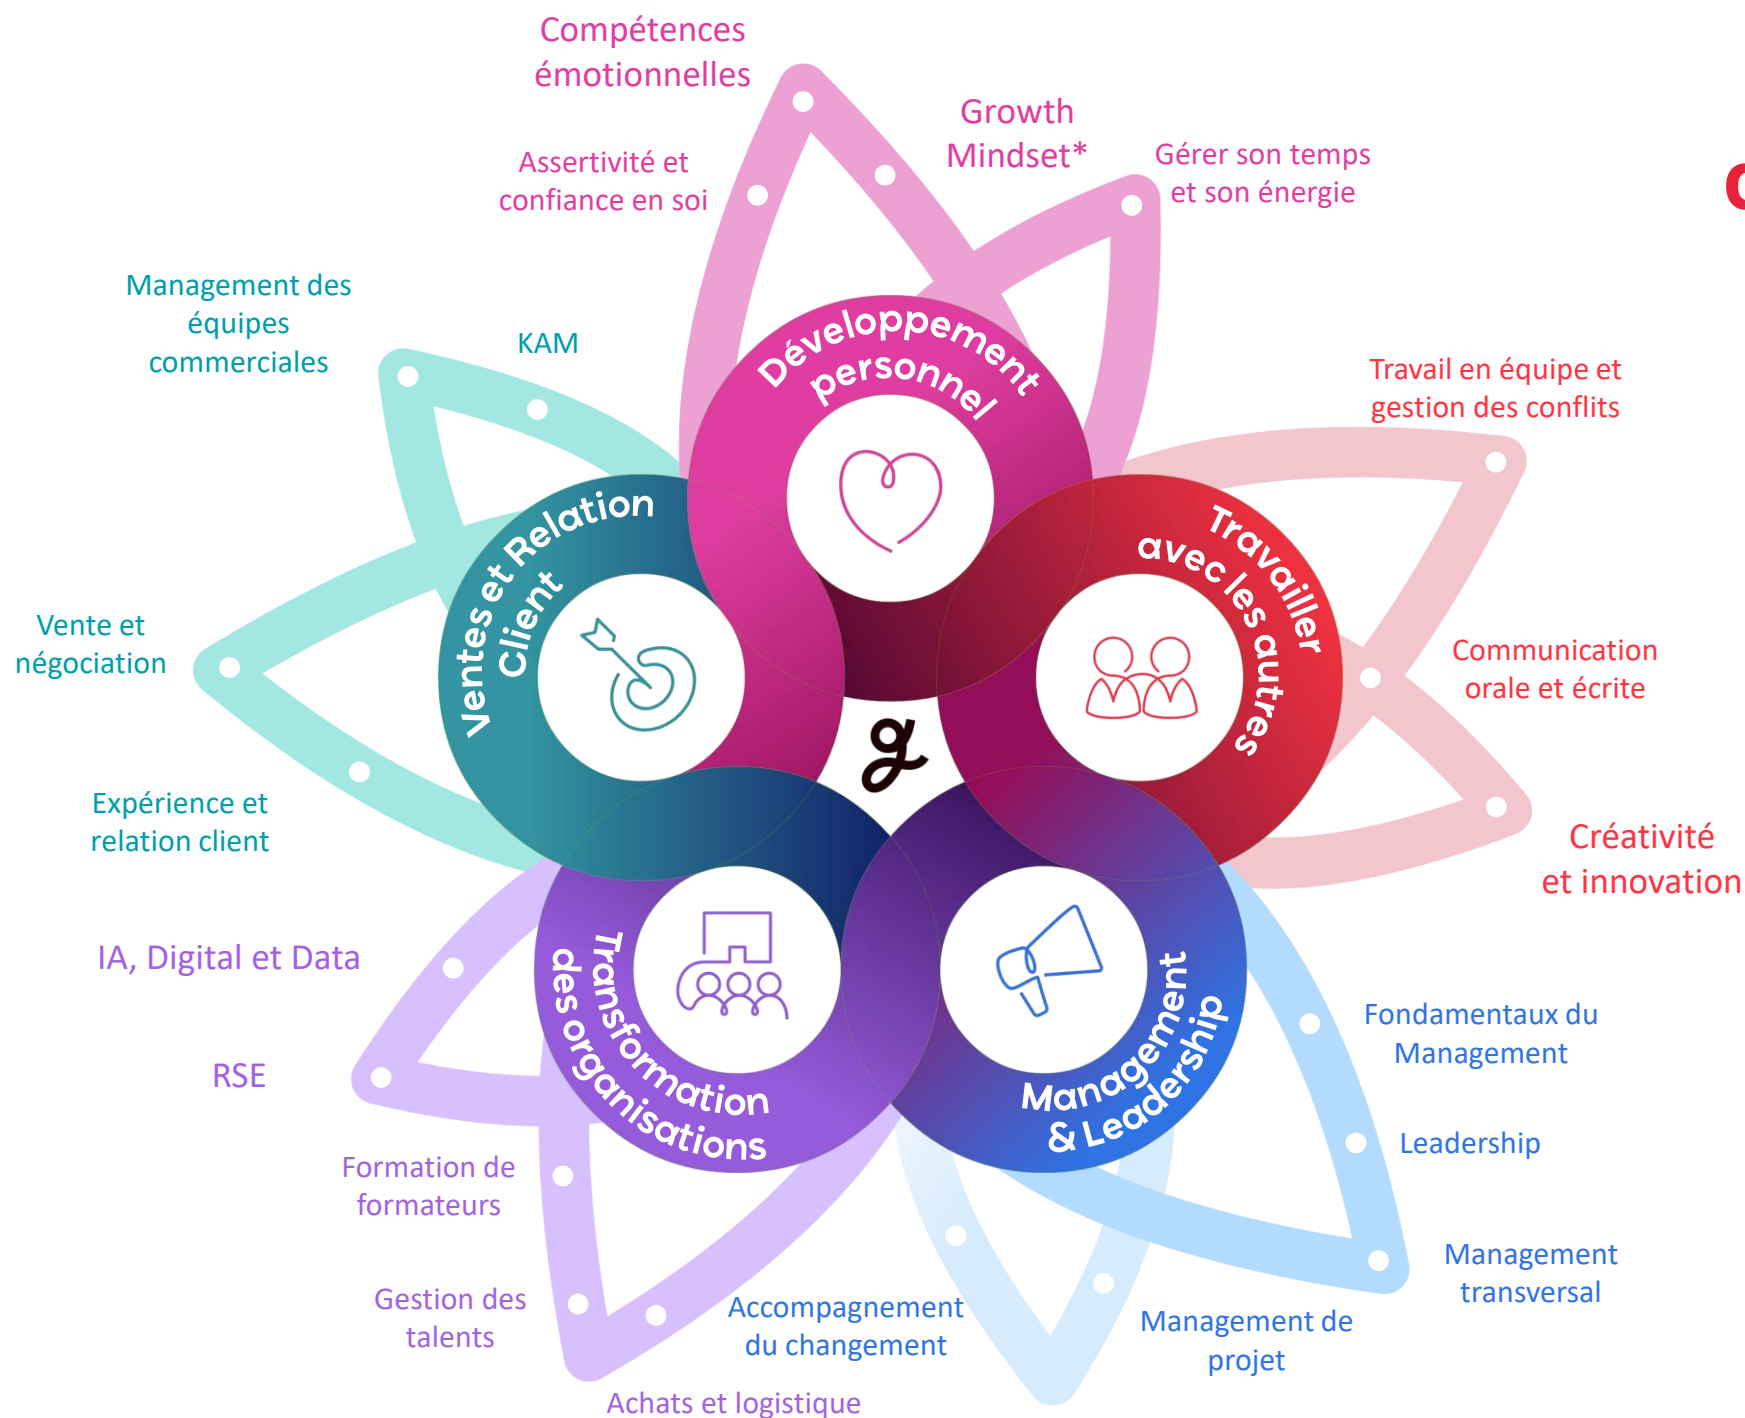 Compétences
émotionnelles
Growth
Mindset*
Assertivité et
confiance en soi
Gérer son temps
et son énergie
Management des
équipes
commerciales
KAM
Développement
personnel
Travail en équipe et
gestion des conflits
Ventes et Relation
Client
Travailler
avec les autres
Vente et
négociation
Communication
orale et écrite
g
Expérience et
relation client
Créativité
et innovation
IA, Digital et Data
Transformation
des organisations
Management
& Leadership
Fondamentaux du
Management
RSE
Leadership
Formation de
formateurs
Management
transversal
Gestion des
talents
Accompagnement
du changement
Management de
projet
Achats et logistique